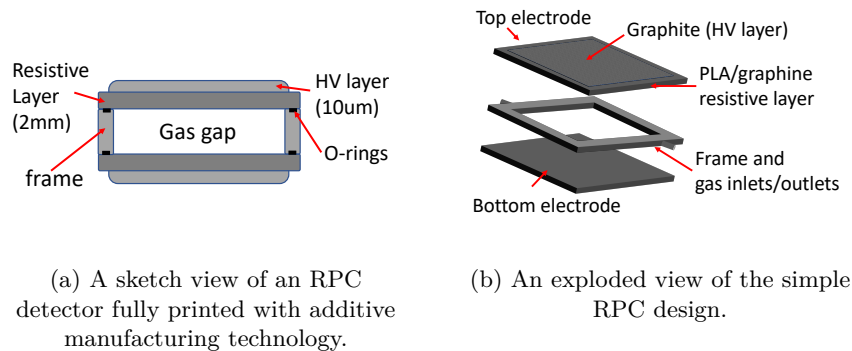 Resistive
Layer
(2mm)
frame
Gas gap
HV layer
(10um)
O-rings
(a) A sketch view of an RPC
detector fully printed with additive
manufacturing technology.
Top electrode
Graphite (HV layer)
PLA/graphine
resistive layer
Frame and
gas inlets/outlets
Bottom electrode
(b) An exploded view of the simple
RPC design.